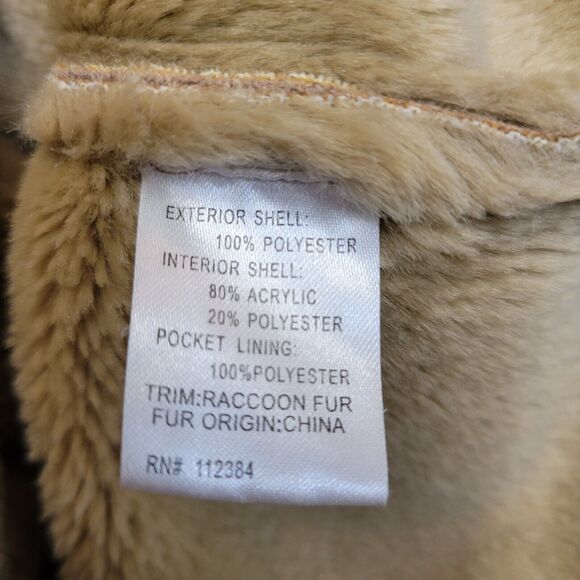 EXTERIOR SHELL:
100% POLYESTER
INTERIOR SHELL:
80% ACRYLIC
20% POLYESTER
POCKET LINING:
100%POLYESTER
TRIM:RACCOON FUR
FUR ORIGIN:CHINA
RN# 112384